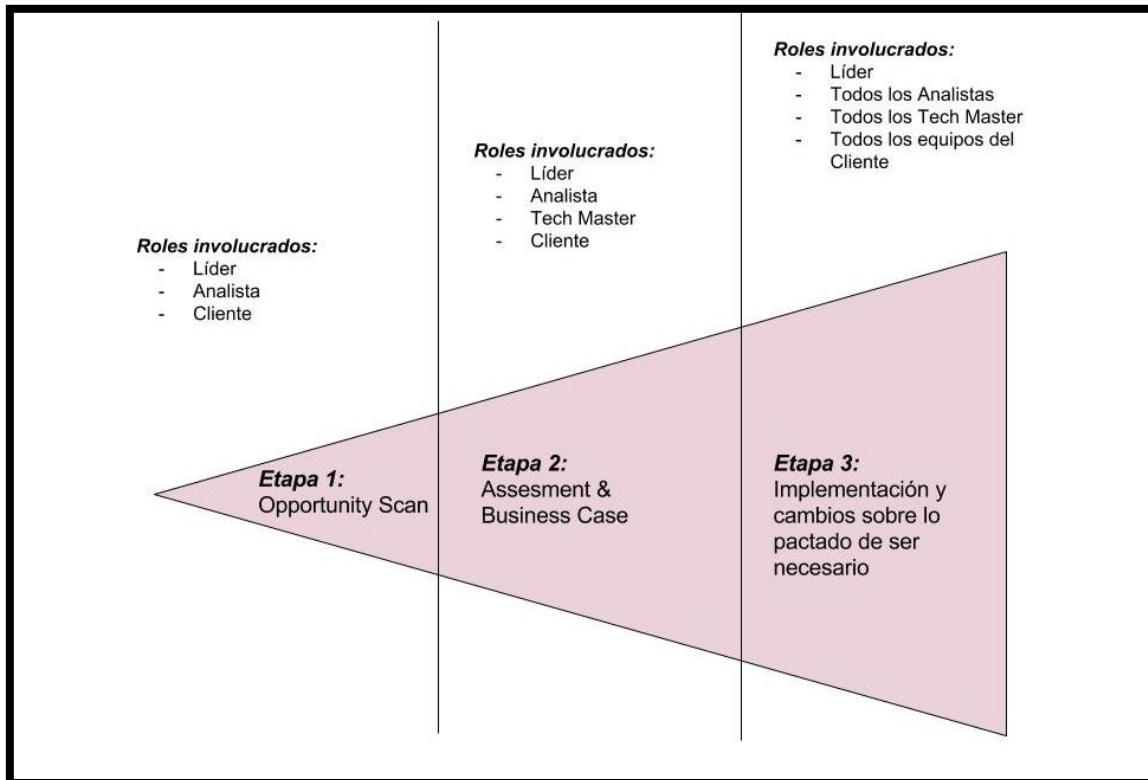 Roles involucrados:
- Líder
- Analista
- Cliente
Roles involucrados:
- Líder
- Analista
- Tech Master
- Cliente
Roles involucrados:
- Líder
- Todos los Analistas
- Todos los Tech Master
- Todos los equipos del
Cliente
Etapa 1:
Opportunity Scan
Etapa 2:
Assesment &
Business Case
Etapa 3:
Implementación y
cambios sobre lo
pactado de ser
necesario